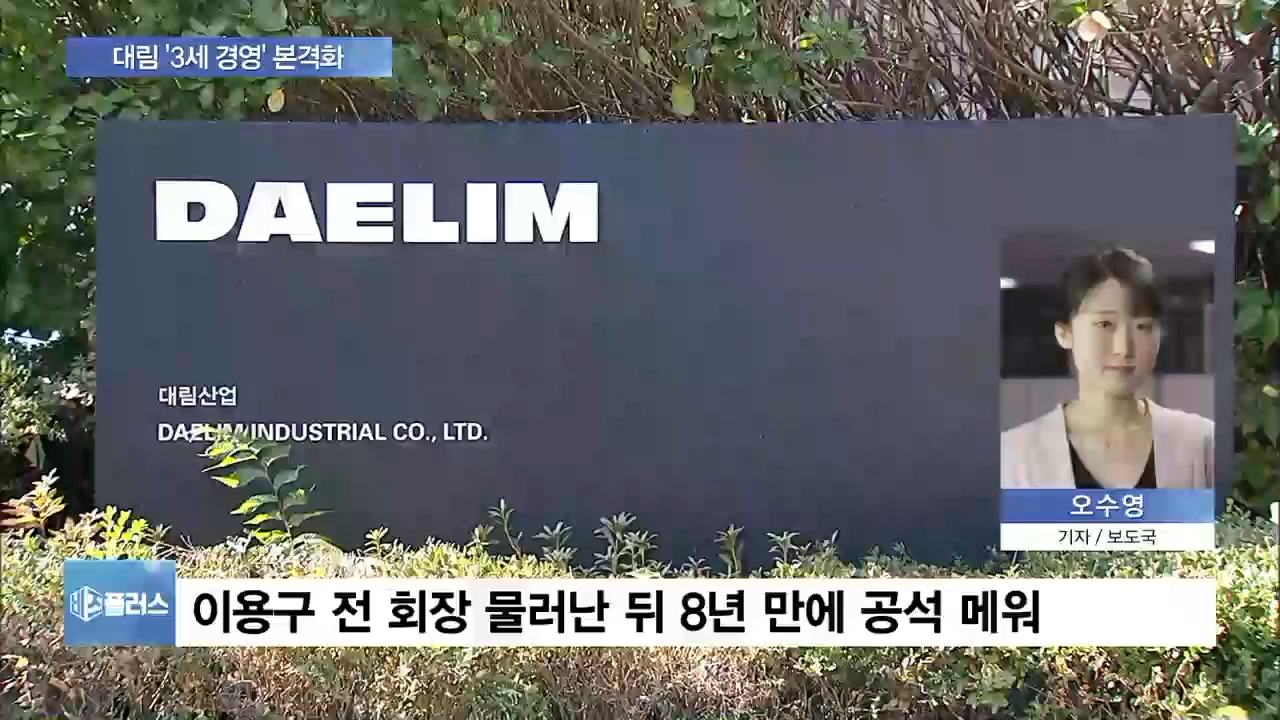 대림 '3세 경영' 본격화
DAELIM
대림산업
DAELIM INDUSTRIAL CO., LTD.
오수영
기자 / 보도국
플러스
이용구 전 회장 물러난 뒤 8년 만에 공석 메워